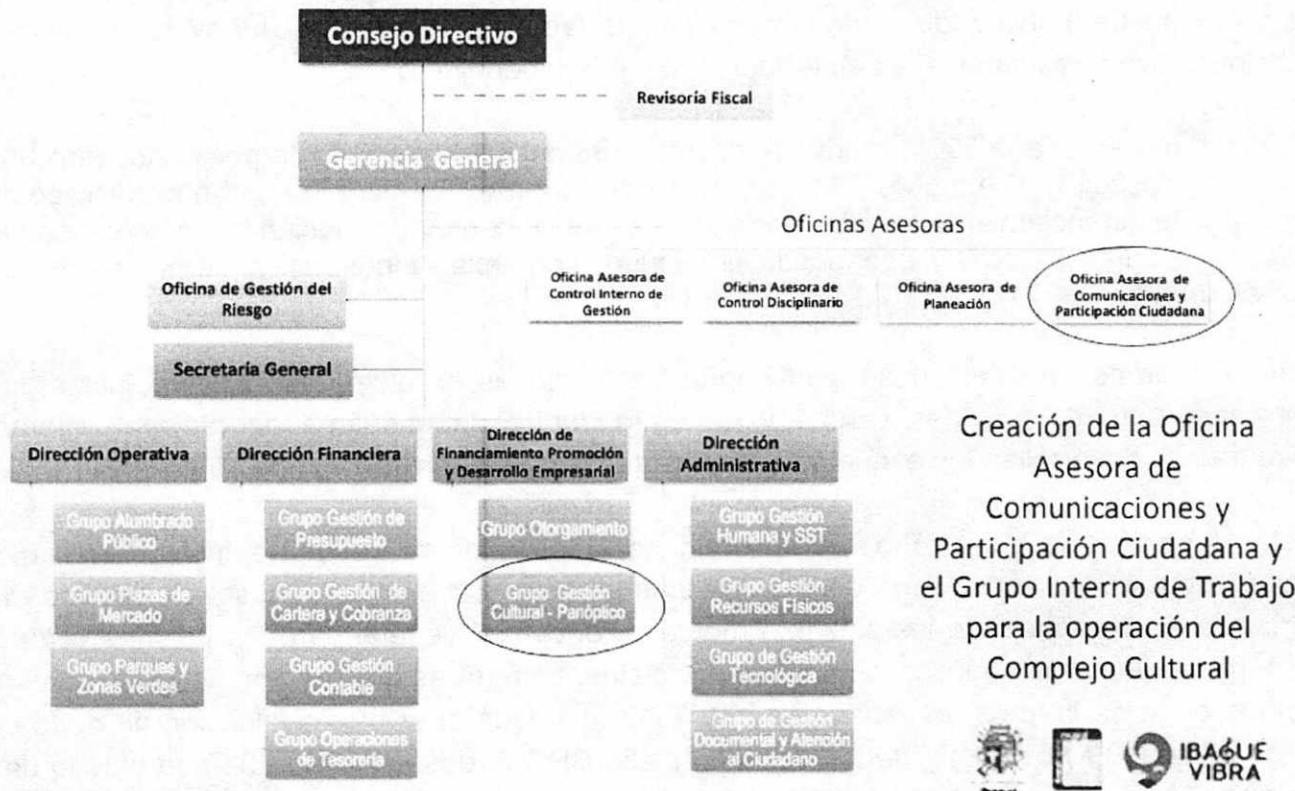 Consejo Directivo
Revisoría Fiscal
Gerencia General
Oficinas Asesoras
Oficina Asesora de
Control Interno de
Gestión
Oficina Asesora de
Control Disciplinario
Oficina Asesora de
Planeación
Oficina Asesora de
Comunicaciones y
Participación Ciudadana
Oficina de Gestión del
Riesgo
Secretaría General
Dirección Operativa
Dirección Financiera
Dirección de
Financiamiento Promoción
y Desarrollo Empresarial
Dirección
Administrativa
Grupo Alumbrado
Público
Grupo Plazas de
Mercado
Grupo Parques y
Zonas Verdes
Grupo Gestión de
Presupuesto
Grupo Gestión de
Cartera y Cobranza
Grupo Gestión
Contable
Grupo Operaciones
de Tesorería
Grupo Otorgamiento
Grupo Gestión
Cultural - Panóptico
Grupo Gestión
Humana y SST
Grupo Gestión
Recursos Físicos
Grupo de Gestión
Tecnológica
Grupo de Gestión
Documental y Atención
al Ciudadano
Creación de la Oficina
Asesora de
Comunicaciones y
Participación Ciudadana y
el Grupo Interno de Trabajo
para la operación del
Complejo Cultural
IBAGUE
VIBRA